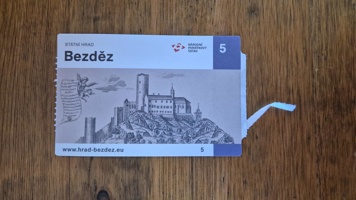 STÁTNÍ HRAD
Bezděz
NÁRODNÍ
PAMÁTKOVÝ
ÚSTAV
5
www.hrad-bezdez.eu
5